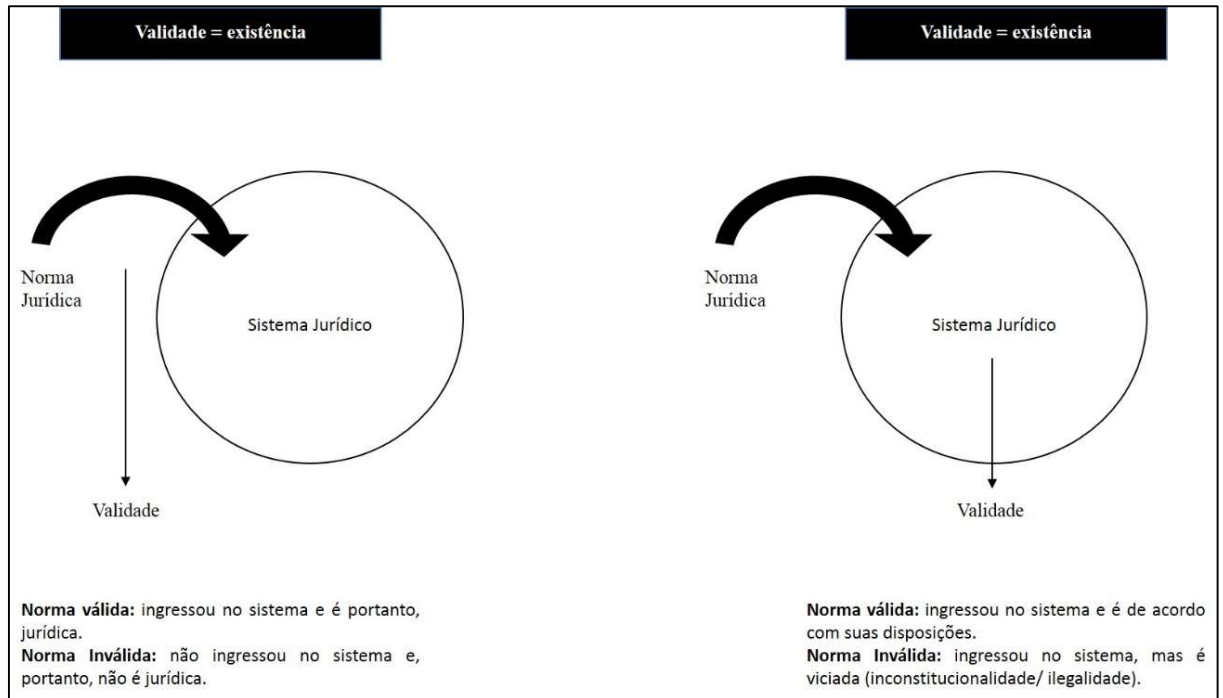 Validade = existência
Norma
Jurídica
Sistema Jurídico
Validade
Norma válida: ingressou no sistema e é portanto,
jurídica.
Norma Inválida: não ingressou no sistema e,
portanto, não é jurídica.
Validade = existência
Norma
Jurídica
Sistema Jurídico
Validade
Norma válida: ingressou no sistema e é de acordo
com suas disposições.
Norma Inválida: ingressou no sistema, mas é
viciada (inconstitucionalidade/ ilegalidade).